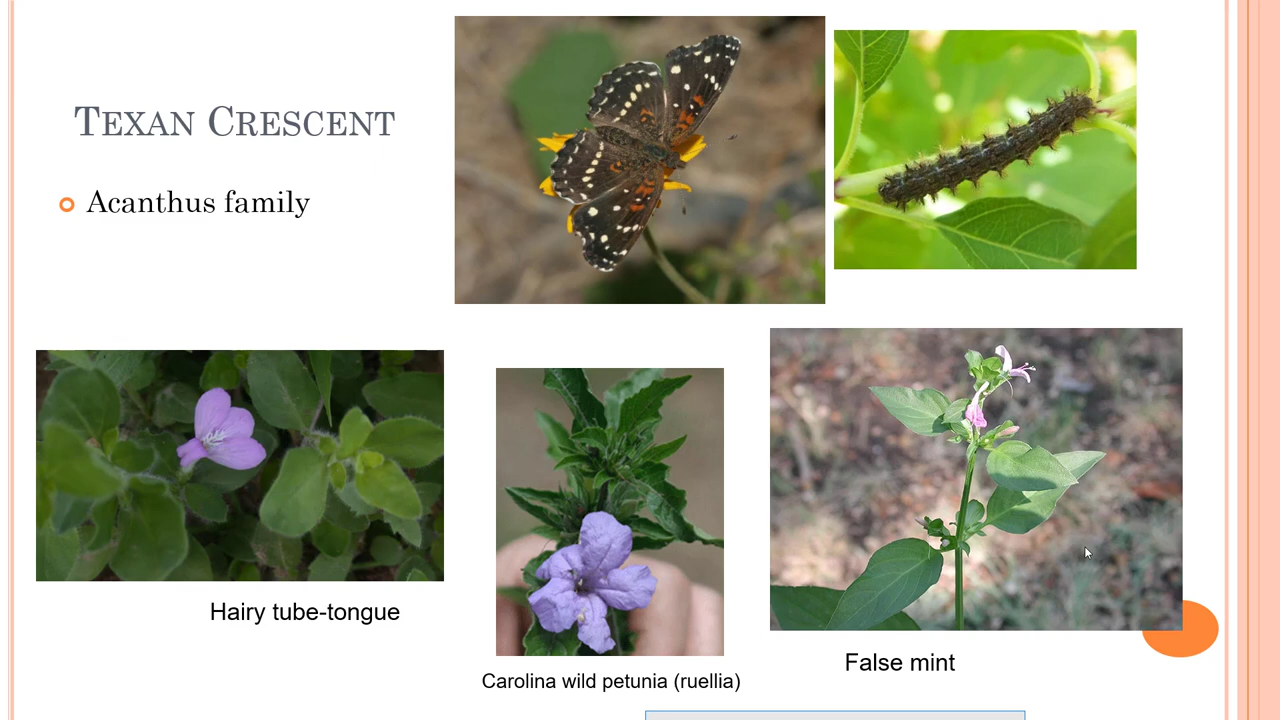 Texan Crescent
Acanthus family
Hairy tube-tongue
Carolina wild petunia (ruellia)
False mint